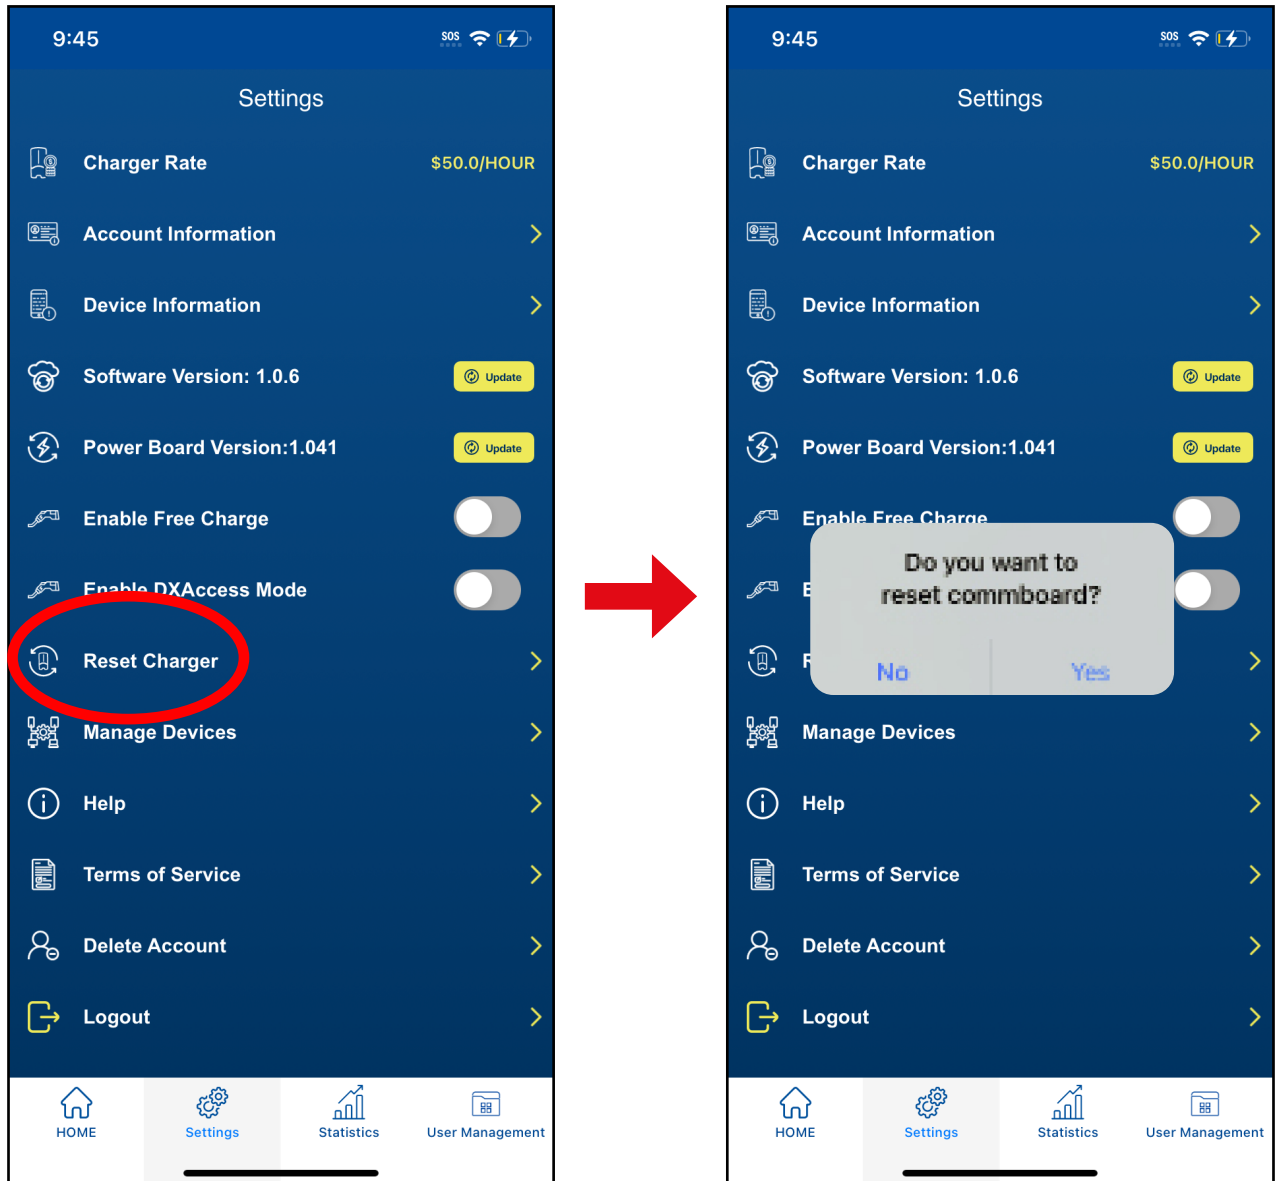 9:45
SOS
Settings
Charger Rate
$50.0/HOUR
Account Information
Device Information
Software Version: 1.0.6
Update
Power Board Version:1.041
Update
Enable Free Charge
Enable DXAccess Mode
Reset Charger
Manage Devices
Help
Terms of Service
Delete Account
Logout
HOME
Settings
Statistics
User Management
9:45
SOS
Settings
Charger Rate
$50.0/HOUR
Account Information
Device Information
Software Version: 1.0.6
Update
Power Board Version:1.041
Update
Enable Free Charge
Do you want to
reset commboard?
No
Yes
Manage Devices
Help
Terms of Service
Delete Account
Logout
HOME
Settings
Statistics
User Management